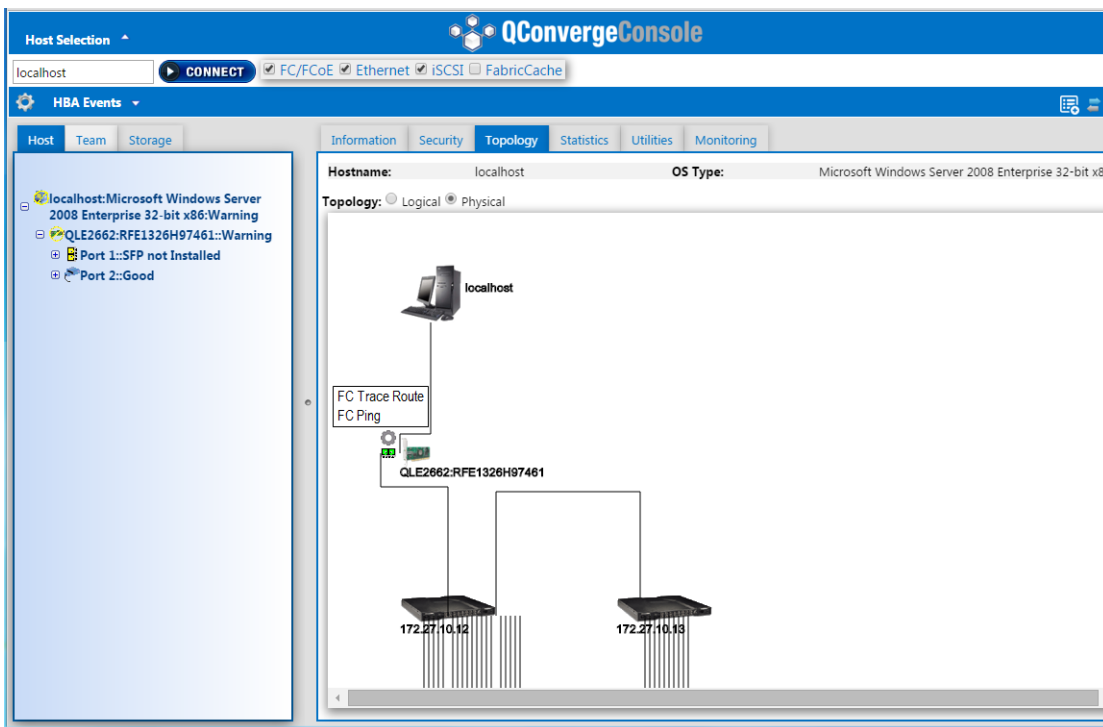 Host Selection
QConvergeConsole
localhost
CONNECT
FC/FCoE Ethernet iSCSI FabricCache
HBA Events
Host Team Storage
Information Security Topology Statistics Utilities Monitoring
localhost:Microsoft Windows Server
2008 Enterprise 32-bit x86:Warning
QLE2662:RFE1326H97461::Warning
Port 1::SFP not Installed
Port 2::Good
Hostname: localhost OS Type: Microsoft Windows Server 2008 Enterprise 32-bit x8
Topology: Logical Physical
localhost
FC Trace Route
FC Ping
QLE2662:RFE1326H97461
172.27.10.12
172.27.10.13